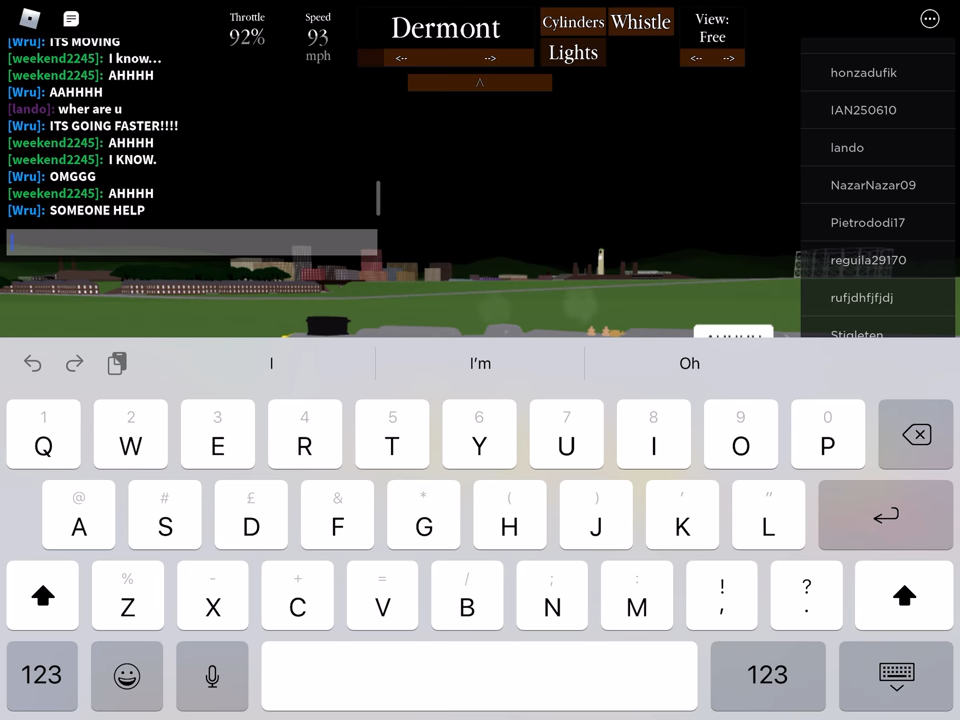 Throttle
92%
Speed
93
mph
Dermont
<-- -->
Cylinders
Whistle
Lights
View:
Free
<-- -->
^
[Wru]: ITS MOVING
[weekend2245]: I know...
[weekend2245]: AHHHH
[Wru]: AAHHHH
[lando]: wher are u
[Wru]: ITS GOING FASTER!!!!
[weekend2245]: AHHHH
[weekend2245]: I KNOW.
[Wru]: OMGGG
[weekend2245]: AHHHH
[Wru]: SOMEONE HELP
honzadufik
IAN250610
lando
NazarNazar09
Pietrododi17
reguila29170
rufjdhfjfjdj
Stigleten
I I'm Oh
1 2 3 4 5 6 7 8 9 0
Q W E R T Y U I O P
@ # £ & * ( ) ' "
A S D F G H J K L
% - + = / ; : ! ?
Z X C V B N M , .
123 123